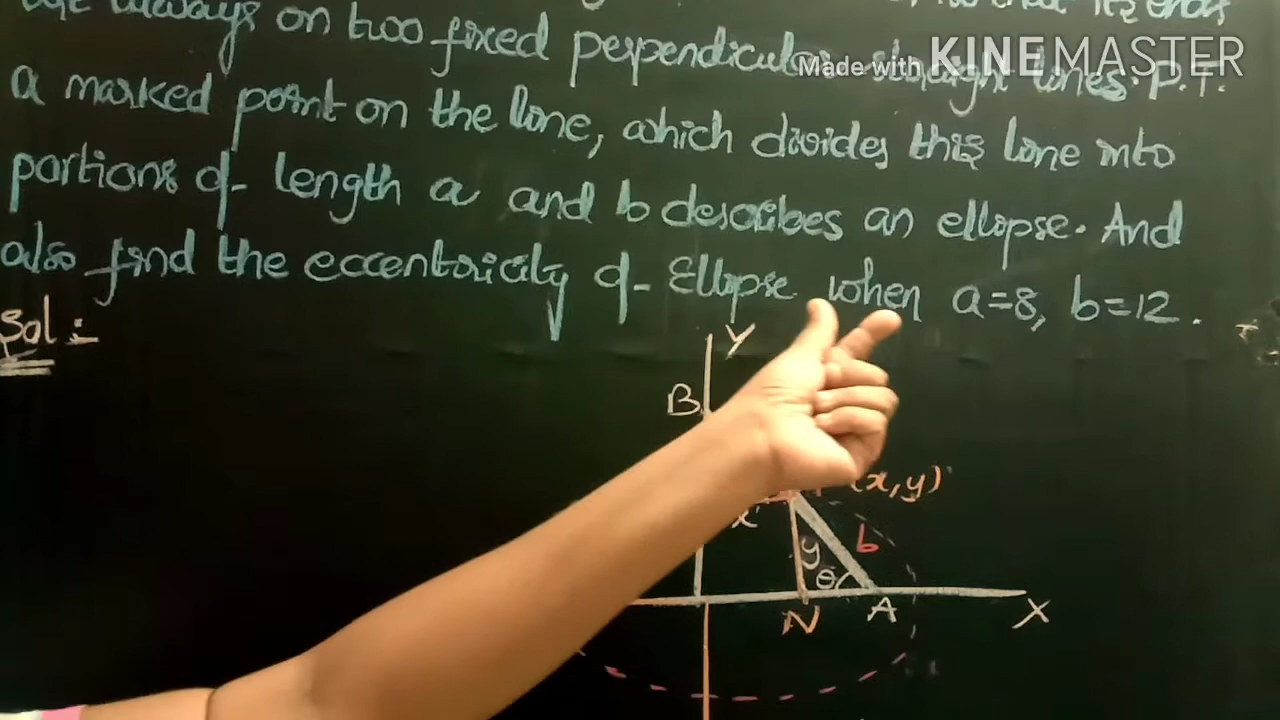 always on two fixed perpendicular straight lines. P.T.
Made with KINEMASTER
a marked point on the line, which divides this line into
portions of length a and b describes an ellipse. And
also find the eccentricity of Ellipse when a=8, b=12.
Sol:
Y
B
(x,y)
x
y
b
θ
N
A
X